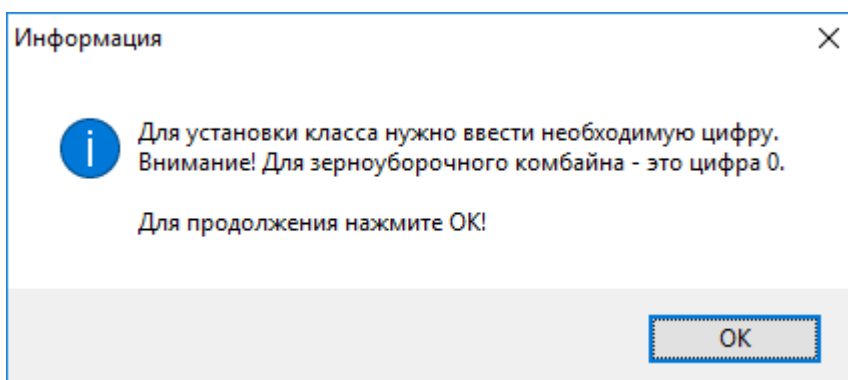 Информация
Для установки класса нужно ввести необходимую цифру.
Внимание! Для зерноуборочного комбайна - это цифра 0.
Для продолжения нажмите ОК!
OK